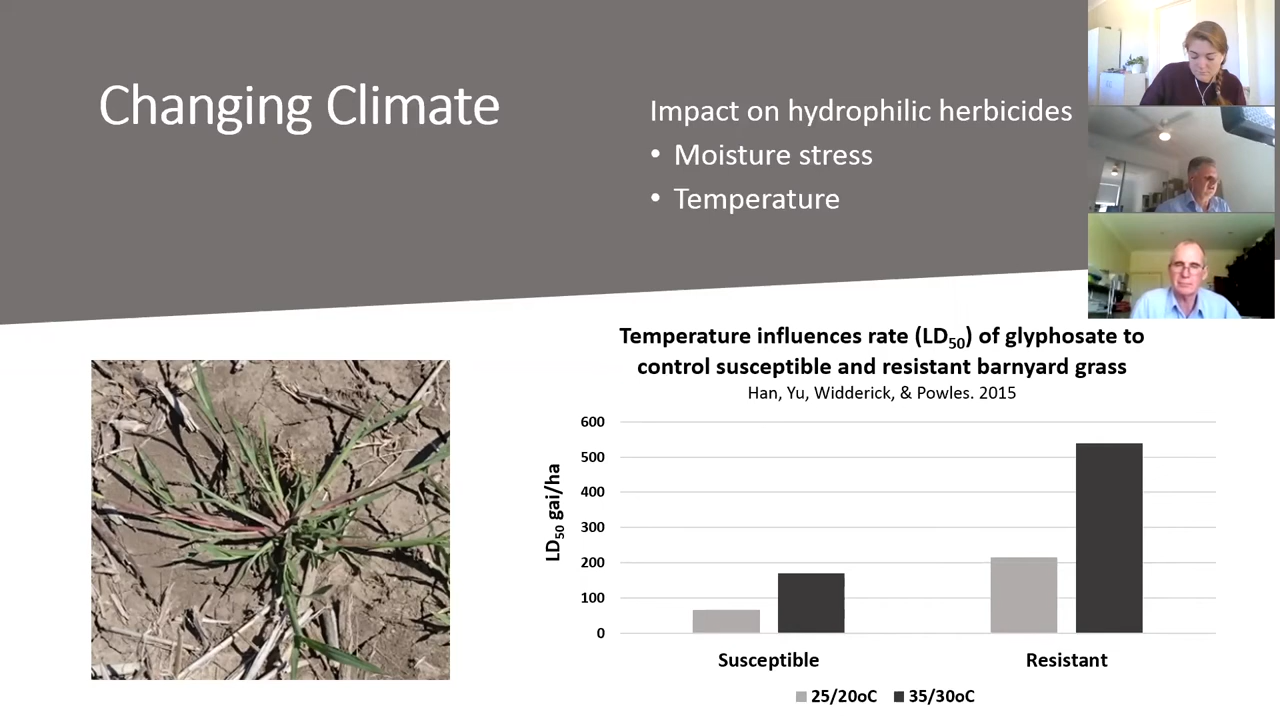 Changing Climate
Impact on hydrophilic herbicides
• Moisture stress
• Temperature
Temperature influences rate (LD50) of glyphosate to
control susceptible and resistant barnyard grass
Han, Yu, Widderick, & Powles. 2015
LD50 gai/ha
600
500
400
300
200
100
0
Susceptible
Resistant
25/20oC
35/30oC